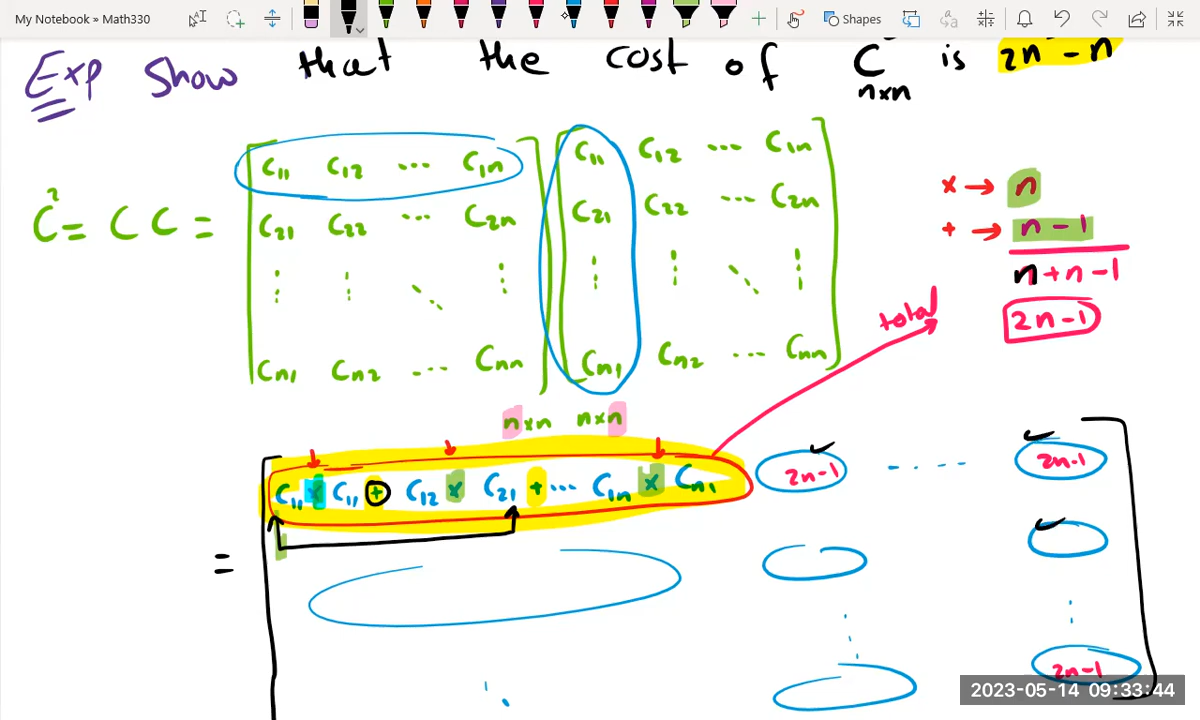 My Notebook » Math330
Shapes
Exp Show that the cost of C² n×n is 2n³ - n²
C² = C C =
C₁₁ C₁₂ ... C₁ₙ
C₂₁ C₂₂ ... C₂ₙ
Cₙ₁ Cₙ₂ ... Cₙₙ
C₁₁ C₁₂ ... C₁ₙ
C₂₁ C₂₂ ... C₂ₙ
Cₙ₁ Cₙ₂ ... Cₙₙ
n×n n×n
x → n
+ → n - 1
n + n - 1
2n - 1
total
=
C₁₁ x C₁₁ + C₁₂ x C₂₁ + ... C₁ₙ x Cₙ₁ 2n-1 ..... 2n-1
2n-1
2023-05-14 09:33:44